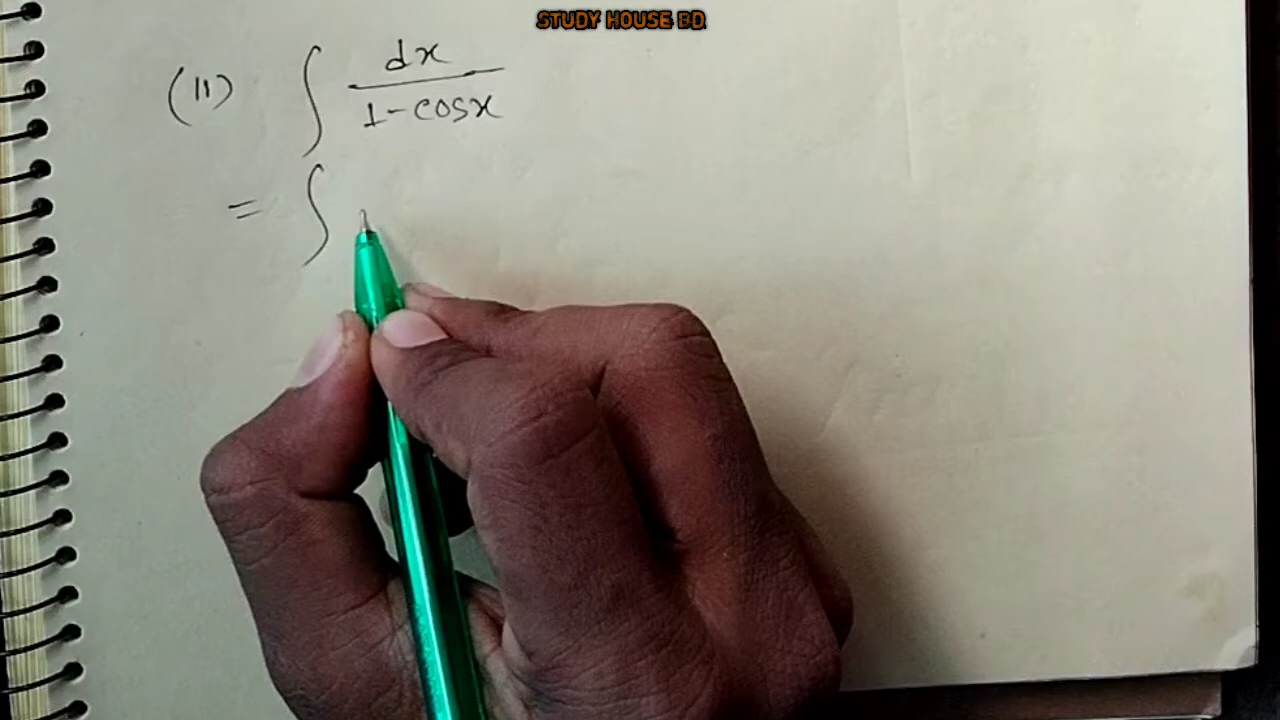 STUDY HOUSE BD
(11) ∫ dx / 1-cosx
= ∫